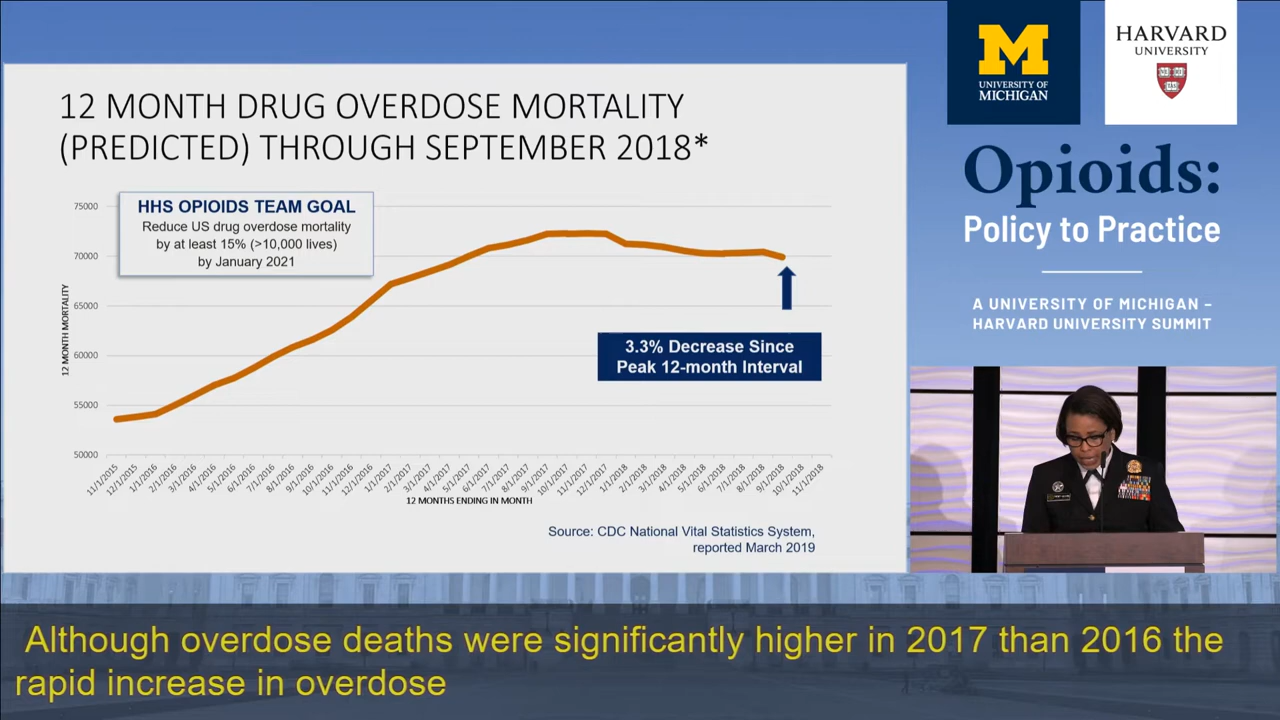 12 MONTH DRUG OVERDOSE MORTALITY
(PREDICTED) THROUGH SEPTEMBER 2018*
HHS OPIOIDS TEAM GOAL
Reduce US drug overdose mortality
by at least 15% (>10,000 lives)
by January 2021
12 MONTH MORTALITY
75000
70000
65000
60000
55000
50000
3.3% Decrease Since
Peak 12-month Interval
11/1/2015
12/1/2015
1/1/2016
2/1/2016
3/1/2016
4/1/2016
5/1/2016
6/1/2016
7/1/2016
8/1/2016
9/1/2016
10/1/2016
11/1/2016
12/1/2016
1/1/2017
2/1/2017
3/1/2017
4/1/2017
5/1/2017
6/1/2017
7/1/2017
8/1/2017
9/1/2017
10/1/2017
11/1/2017
12/1/2017
1/1/2018
2/1/2018
3/1/2018
4/1/2018
5/1/2018
6/1/2018
7/1/2018
8/1/2018
9/1/2018
10/1/2018
11/1/2018
12 MONTHS ENDING IN MONTH
Source: CDC National Vital Statistics System,
reported March 2019
M
UNIVERSITY OF
MICHIGAN
HARVARD
UNIVERSITY
Opioids:
Policy to Practice
A UNIVERSITY OF MICHIGAN –
HARVARD UNIVERSITY SUMMIT
Although overdose deaths were significantly higher in 2017 than 2016 the
rapid increase in overdose